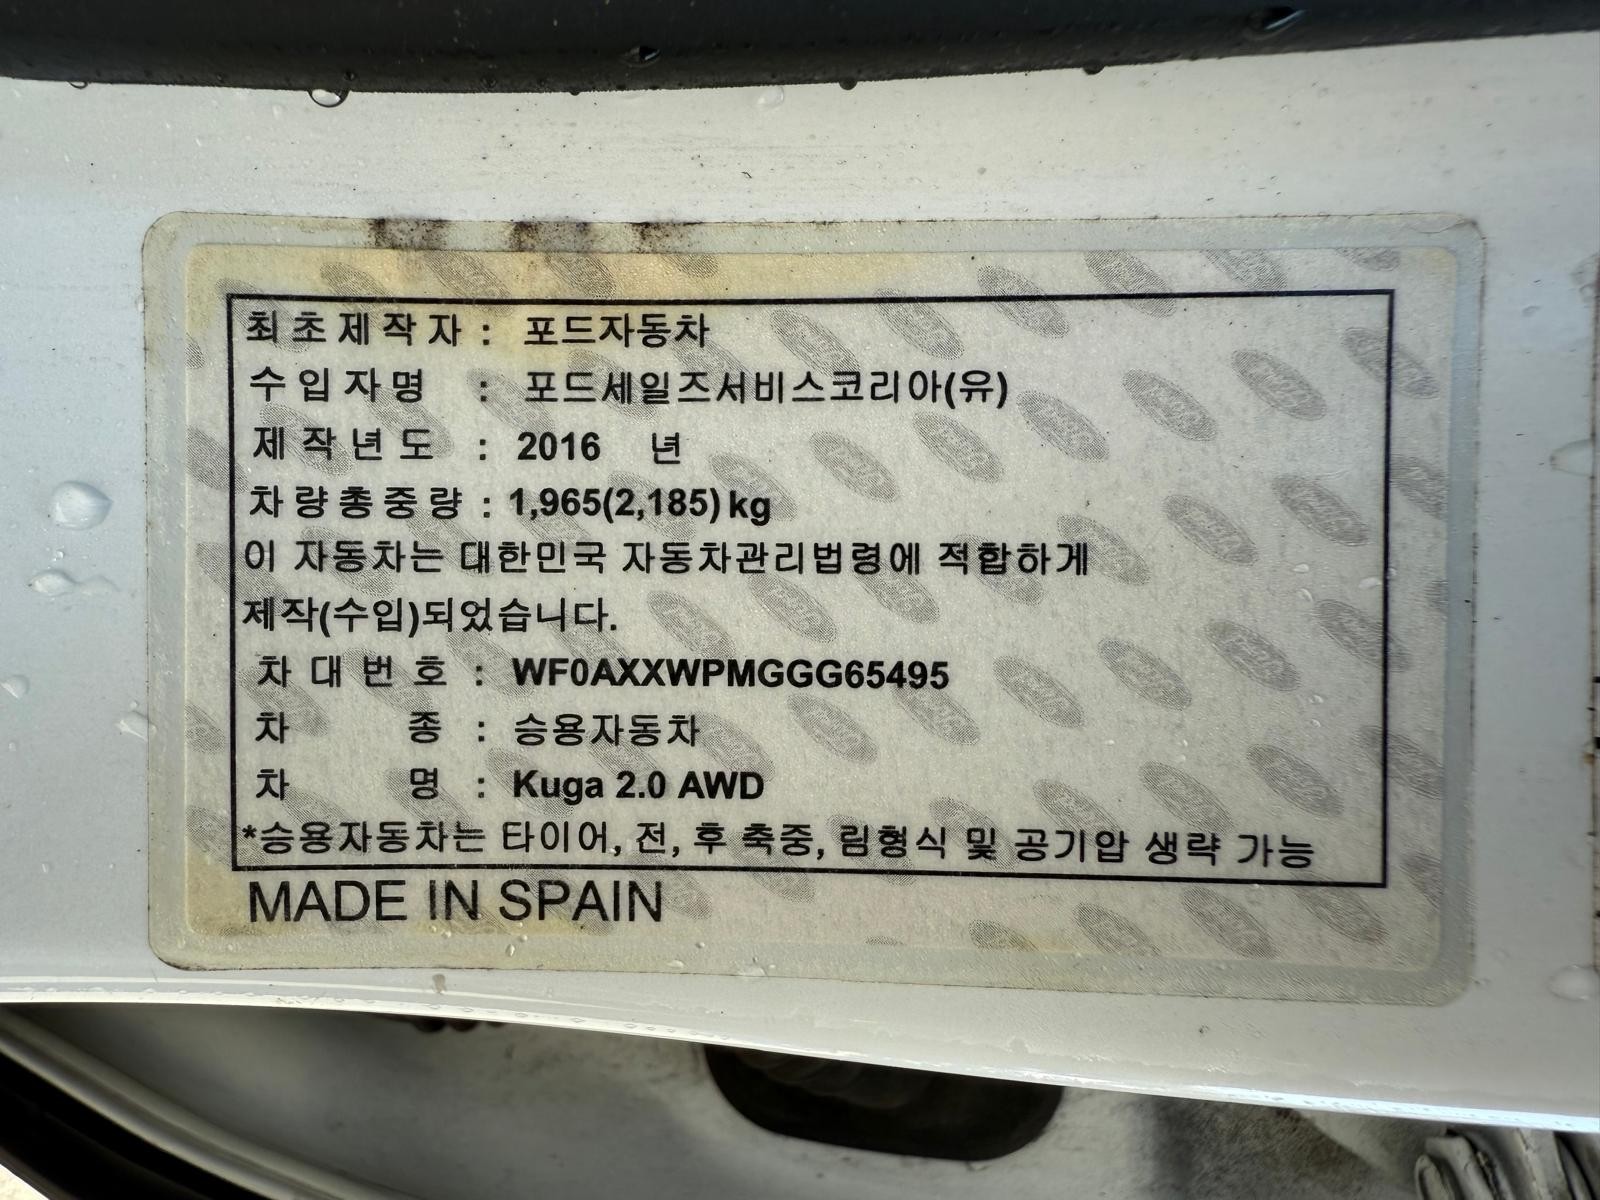 최초제작자 : 포드자동차
수입자명 : 포드세일즈서비스코리아(유)
제작년도 : 2016 년
차량총중량 : 1,965(2,185) kg
이 자동차는 대한민국 자동차관리법령에 적합하게
제작(수입)되었습니다.
차대번호 : WF0AXXWPMGGG65495
차 종 : 승용자동차
차 명 : Kuga 2.0 AWD
*승용자동차는 타이어, 전, 후 축중, 림형식 및 공기압 생략 가능
MADE IN SPAIN